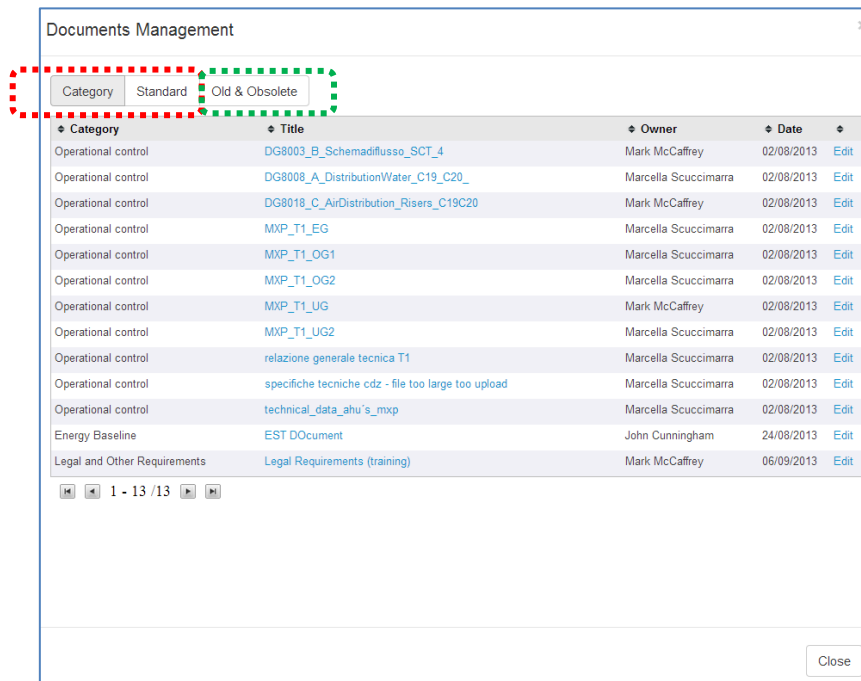 Documents Management
Category Standard Old & Obsolete
Category Title Owner Date
Operational control DG8003_B_Schemadiflusso_SCT_4 Mark McCaffrey 02/08/2013 Edit
Operational control DG8008_A_DistributionWater_C19_C20_ Marcella Scuccimarra 02/08/2013 Edit
Operational control DG8018_C_AirDistribution_Risers_C19C20 Mark McCaffrey 02/08/2013 Edit
Operational control MXP_T1_EG Marcella Scuccimarra 02/08/2013 Edit
Operational control MXP_T1_OG1 Marcella Scuccimarra 02/08/2013 Edit
Operational control MXP_T1_OG2 Marcella Scuccimarra 02/08/2013 Edit
Operational control MXP_T1_UG Mark McCaffrey 02/08/2013 Edit
Operational control MXP_T1_UG2 Marcella Scuccimarra 02/08/2013 Edit
Operational control relazione generale tecnica T1 Marcella Scuccimarra 02/08/2013 Edit
Operational control specifiche tecniche cdz - file too large too upload Marcella Scuccimarra 02/08/2013 Edit
Operational control technical_data_ahu´s_mxp Marcella Scuccimarra 02/08/2013 Edit
Energy Baseline EST DOcument John Cunningham 24/08/2013 Edit
Legal and Other Requirements Legal Requirements (training) Mark McCaffrey 06/09/2013 Edit
1 - 13 /13
Close